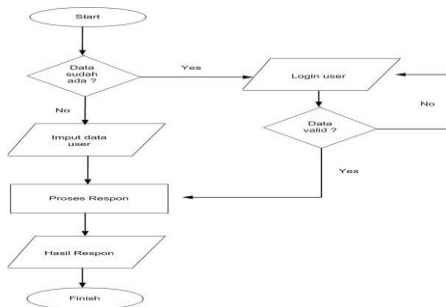 Start
Data
sudah
ada ?
Yes
Login user
No
No
Imput data
user
Data
valid ?
Yes
Proses Respon
Hasil Respon
Finish